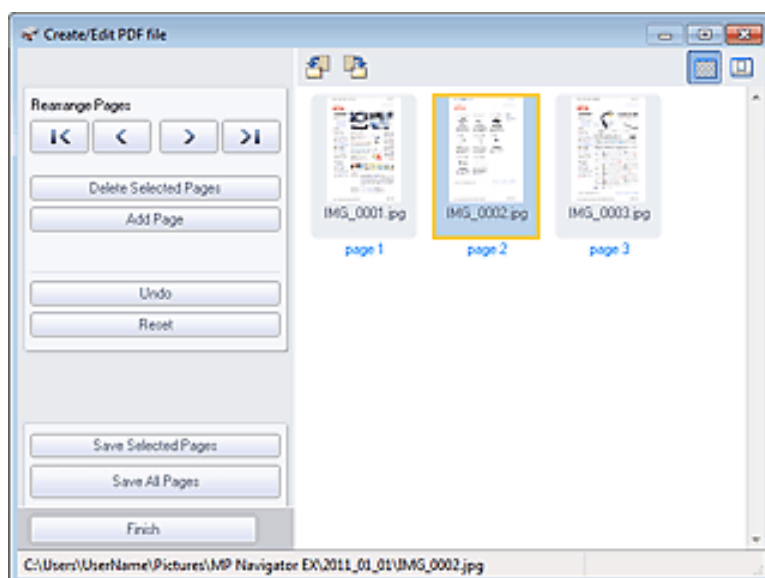 Create/Edit PDF file
Rearrange Pages
Delete Selected Pages
Add Page
Undo
Reset
Save Selected Pages
Save All Pages
Finish
IMG_0001.jpg
IMG_0002.jpg
IMG_0003.jpg
page 1
page 2
page 3
C:\Users\UserName\Pictures\MP Navigator EX\2011_01_01\IMG_0002.jpg